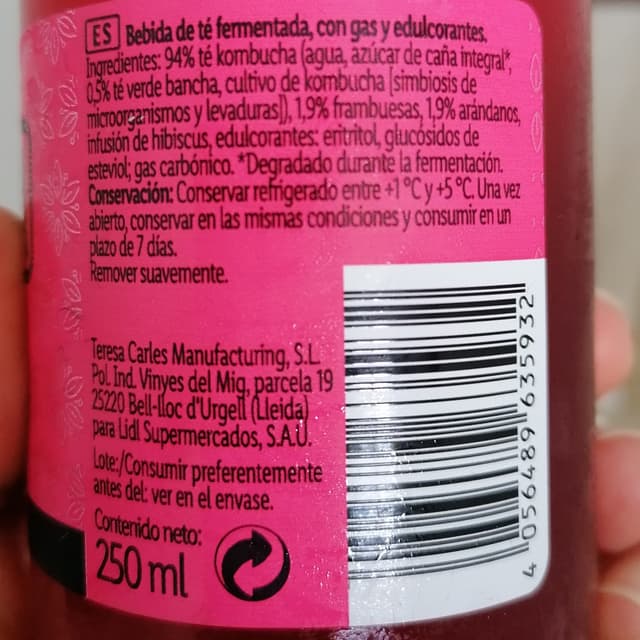 ES Bebida de té fermentada, con gas y edulcorantes.
Ingredientes: 94% té kombucha (agua, azúcar de caña integral*,
0,5% té verde bancha, cultivo de kombucha [simbiosis de
microorganismos y levaduras]), 1,9% frambuesas, 1,9% arándanos,
infusión de hibiscus, edulcorantes: eritritol, glucósidos de
esteviol; gas carbónico. *Degradado durante la fermentación.
Conservación: Conservar refrigerado entre +1 °C y +5 °C. Una vez
abierto, conservar en las mismas condiciones y consumir en un
plazo de 7 días.
Remover suavemente.
Teresa Carles Manufacturing, S.L.
Pol. Ind. Vinyes del Mig, parcela 19
25220 Bell-lloc d'Urgell (Lleida)
para Lidl Supermercados, S.A.U.
Lote:/Consumir preferentemente
antes del: ver en el envase.
Contenido neto:
250 ml
4 056489 635932